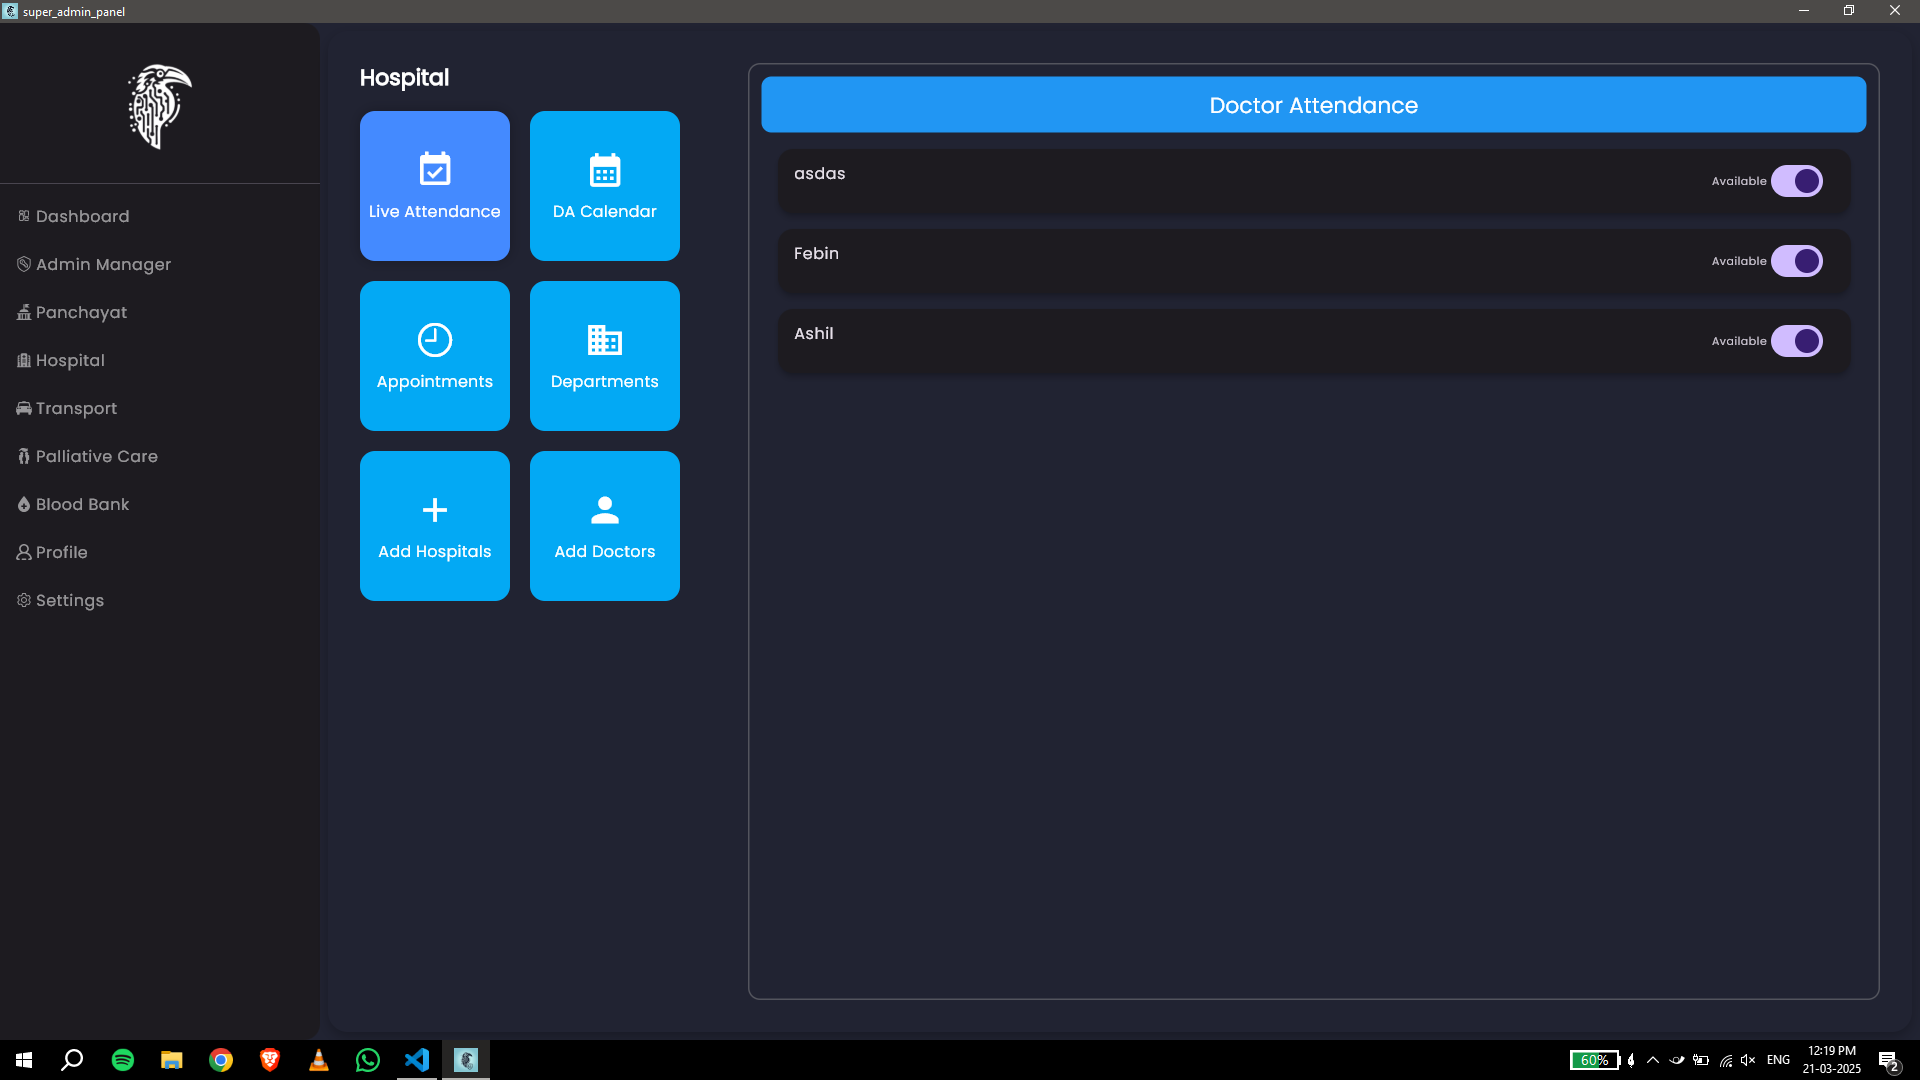 super_admin_panel
Dashboard
Admin Manager
Panchayat
Hospital
Transport
Palliative Care
Blood Bank
Profile
Settings
Hospital
Live Attendance
DA Calendar
Appointments
Departments
Add Hospitals
Add Doctors
Doctor Attendance
asdas
Available
Febin
Available
Ashil
Available
60%
ENG
12:19 PM
21-03-2025
2